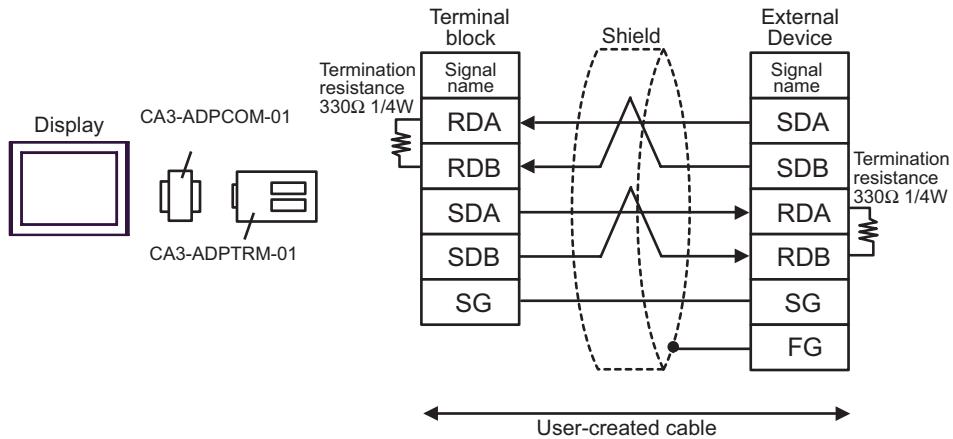 Terminal
block
Shield
External
Device
Termination
resistance
330Ω 1/4W
Signal
name
Signal
name
Display
CA3-ADPCOM-01
CA3-ADPTRM-01
RDA
SDA
RDB
SDB
SDA
RDA
SDB
RDB
SG
SG
FG
Termination
resistance
330Ω 1/4W
User-created cable